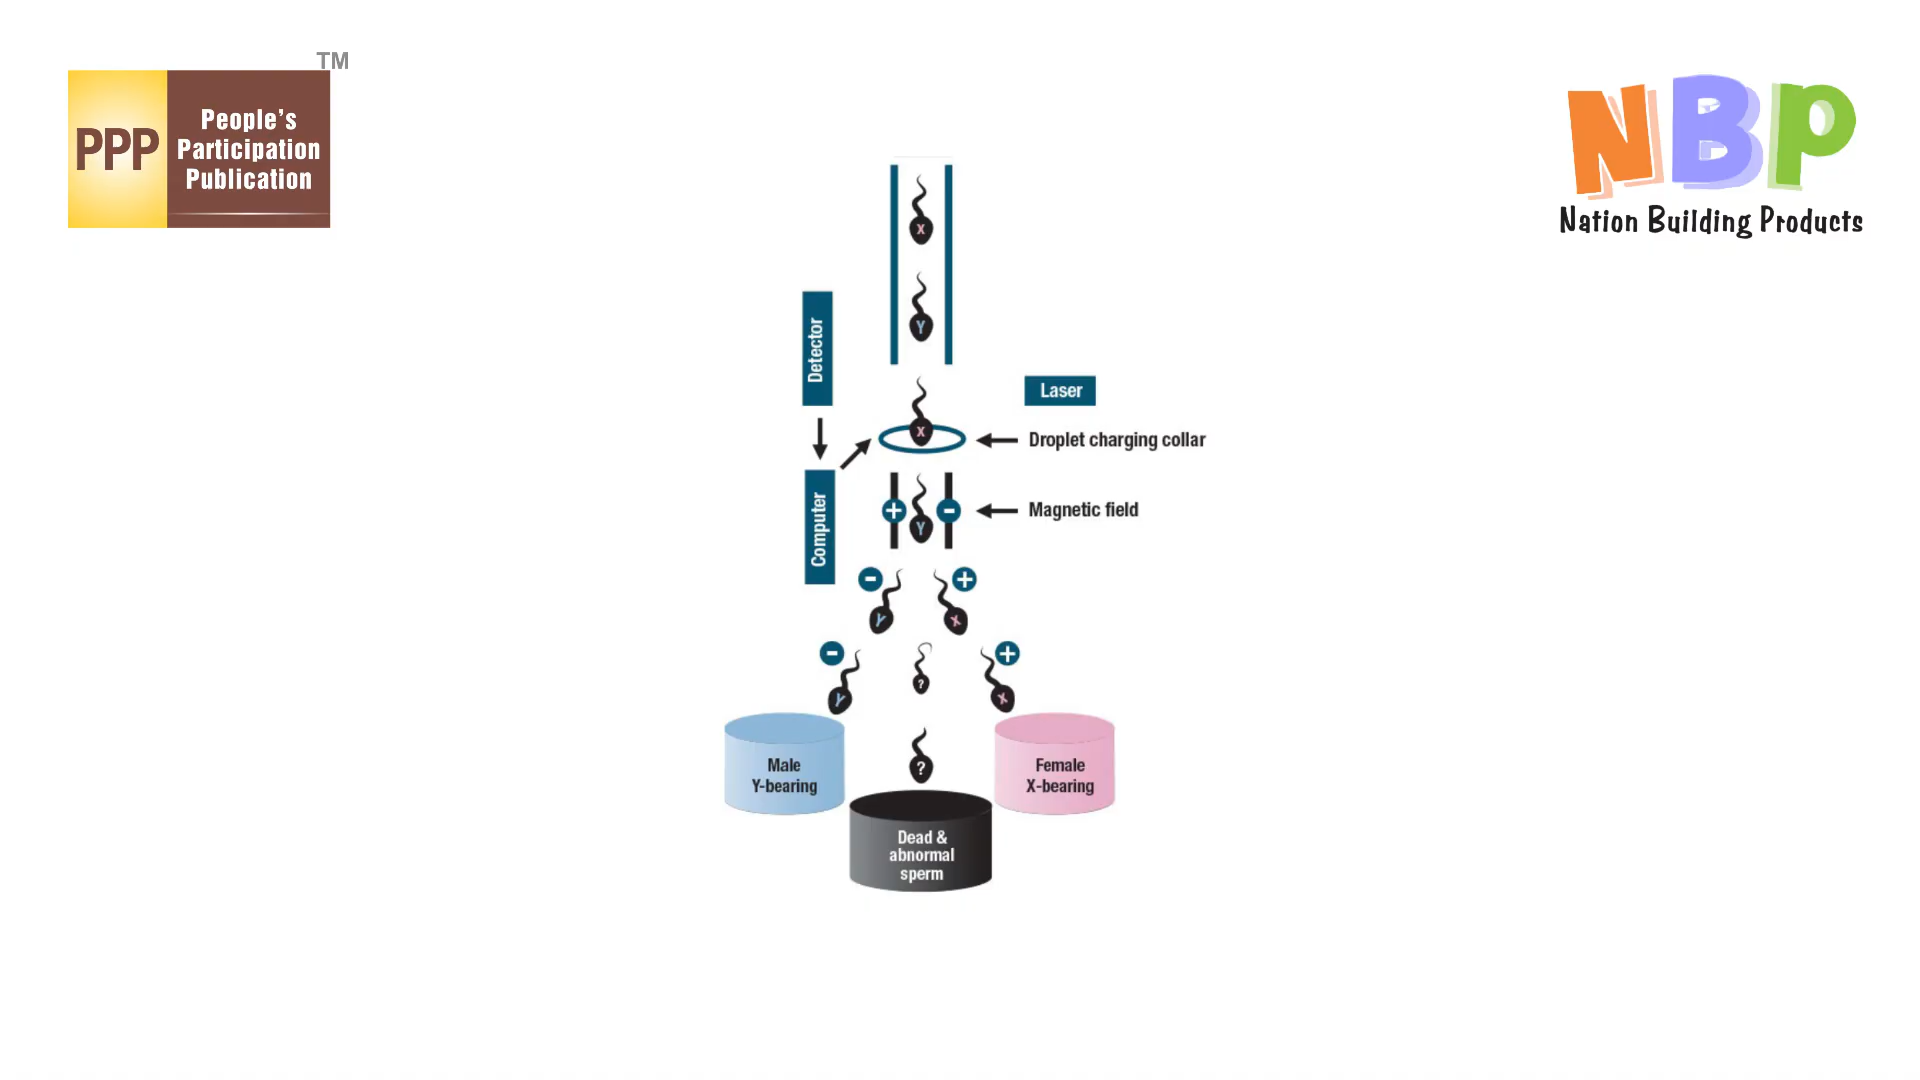 TM
PPP
People's
Participation
Publication
NBP
Nation Building Products
X
Y
Detector
Laser
X
Droplet charging collar
Computer
+
Y
-
Magnetic field
-
+
Y
X
-
+
?
Y
X
Male
Y-bearing
?
Female
X-bearing
Dead &
abnormal
sperm